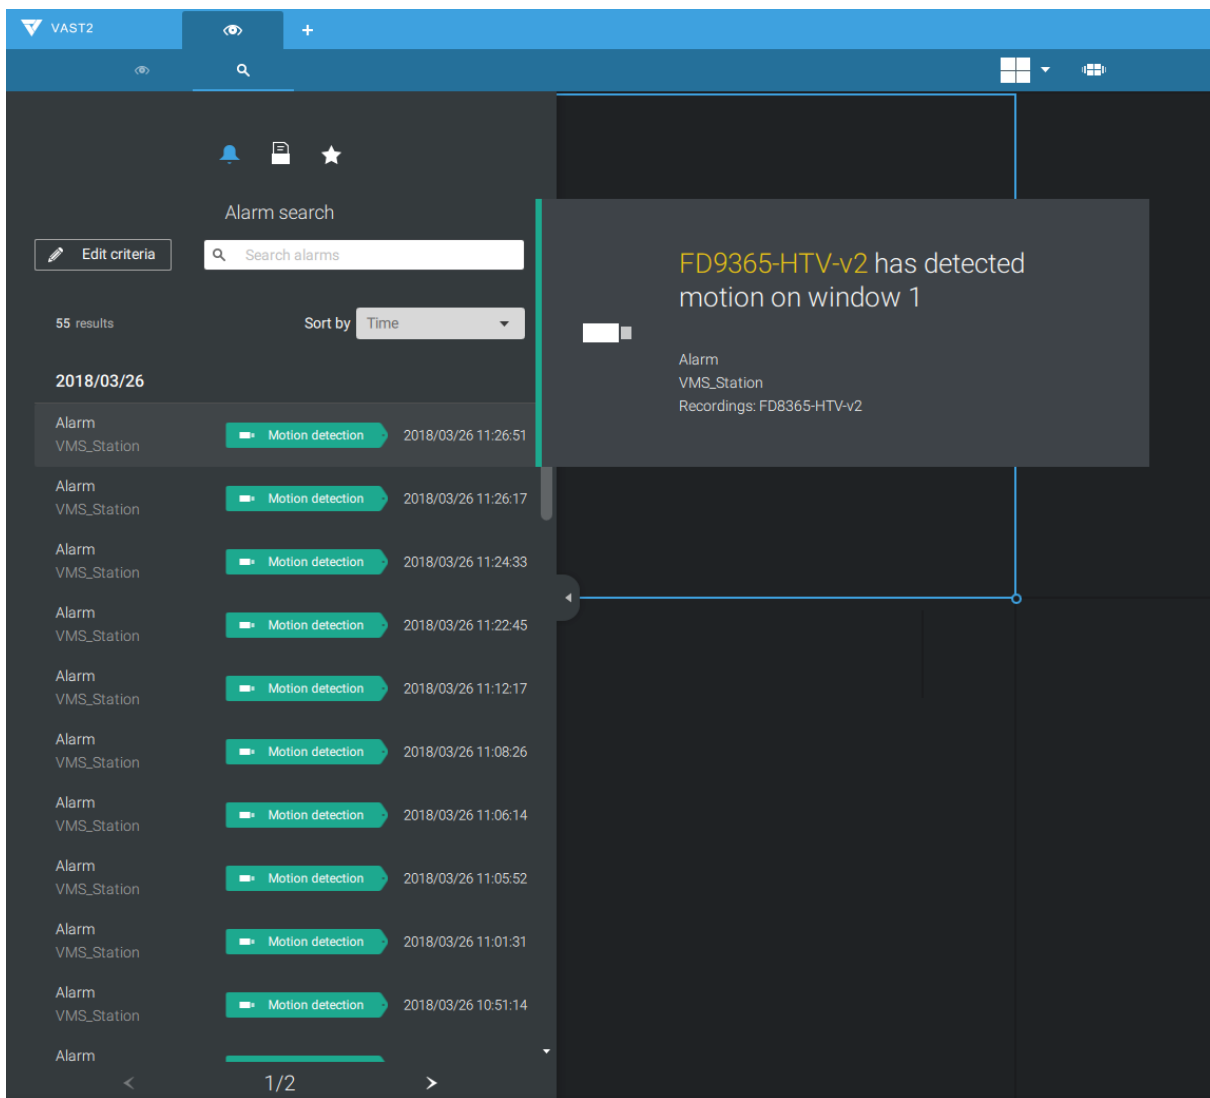 VAST2
+
Alarm search
Edit criteria
Search alarms
55 results
Sort by
Time
2018/03/26
Alarm
VMS_Station
Motion detection
2018/03/26 11:26:51
Alarm
VMS_Station
Motion detection
2018/03/26 11:26:17
Alarm
VMS_Station
Motion detection
2018/03/26 11:24:33
Alarm
VMS_Station
Motion detection
2018/03/26 11:22:45
Alarm
VMS_Station
Motion detection
2018/03/26 11:12:17
Alarm
VMS_Station
Motion detection
2018/03/26 11:08:26
Alarm
VMS_Station
Motion detection
2018/03/26 11:06:14
Alarm
VMS_Station
Motion detection
2018/03/26 11:05:52
Alarm
VMS_Station
Motion detection
2018/03/26 11:01:31
Alarm
VMS_Station
Motion detection
2018/03/26 10:51:14
Alarm
< 1/2 >
FD9365-HTV-v2 has detected
motion on window 1
Alarm
VMS_Station
Recordings: FD8365-HTV-v2